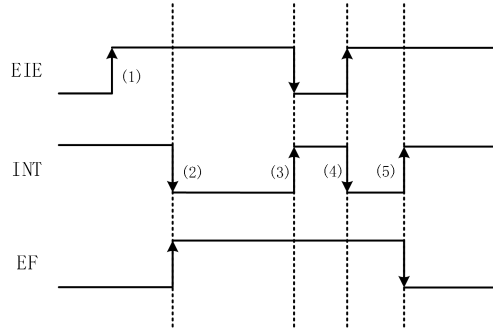 EIE
(1)
INT
(2)
(3)
(4)
(5)
EF